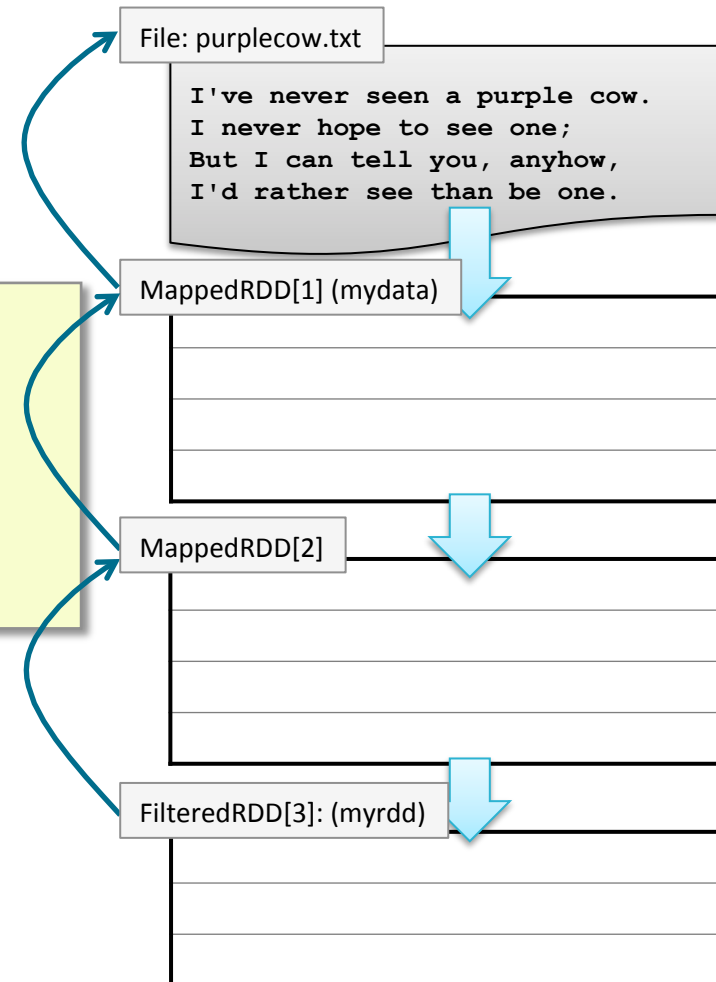 File: purplecow.txt
I've never seen a purple cow.
I never hope to see one;
But I can tell you, anyhow,
I'd rather see than be one.
MappedRDD[1] (mydata)
MappedRDD[2]
FilteredRDD[3]: (myrdd)